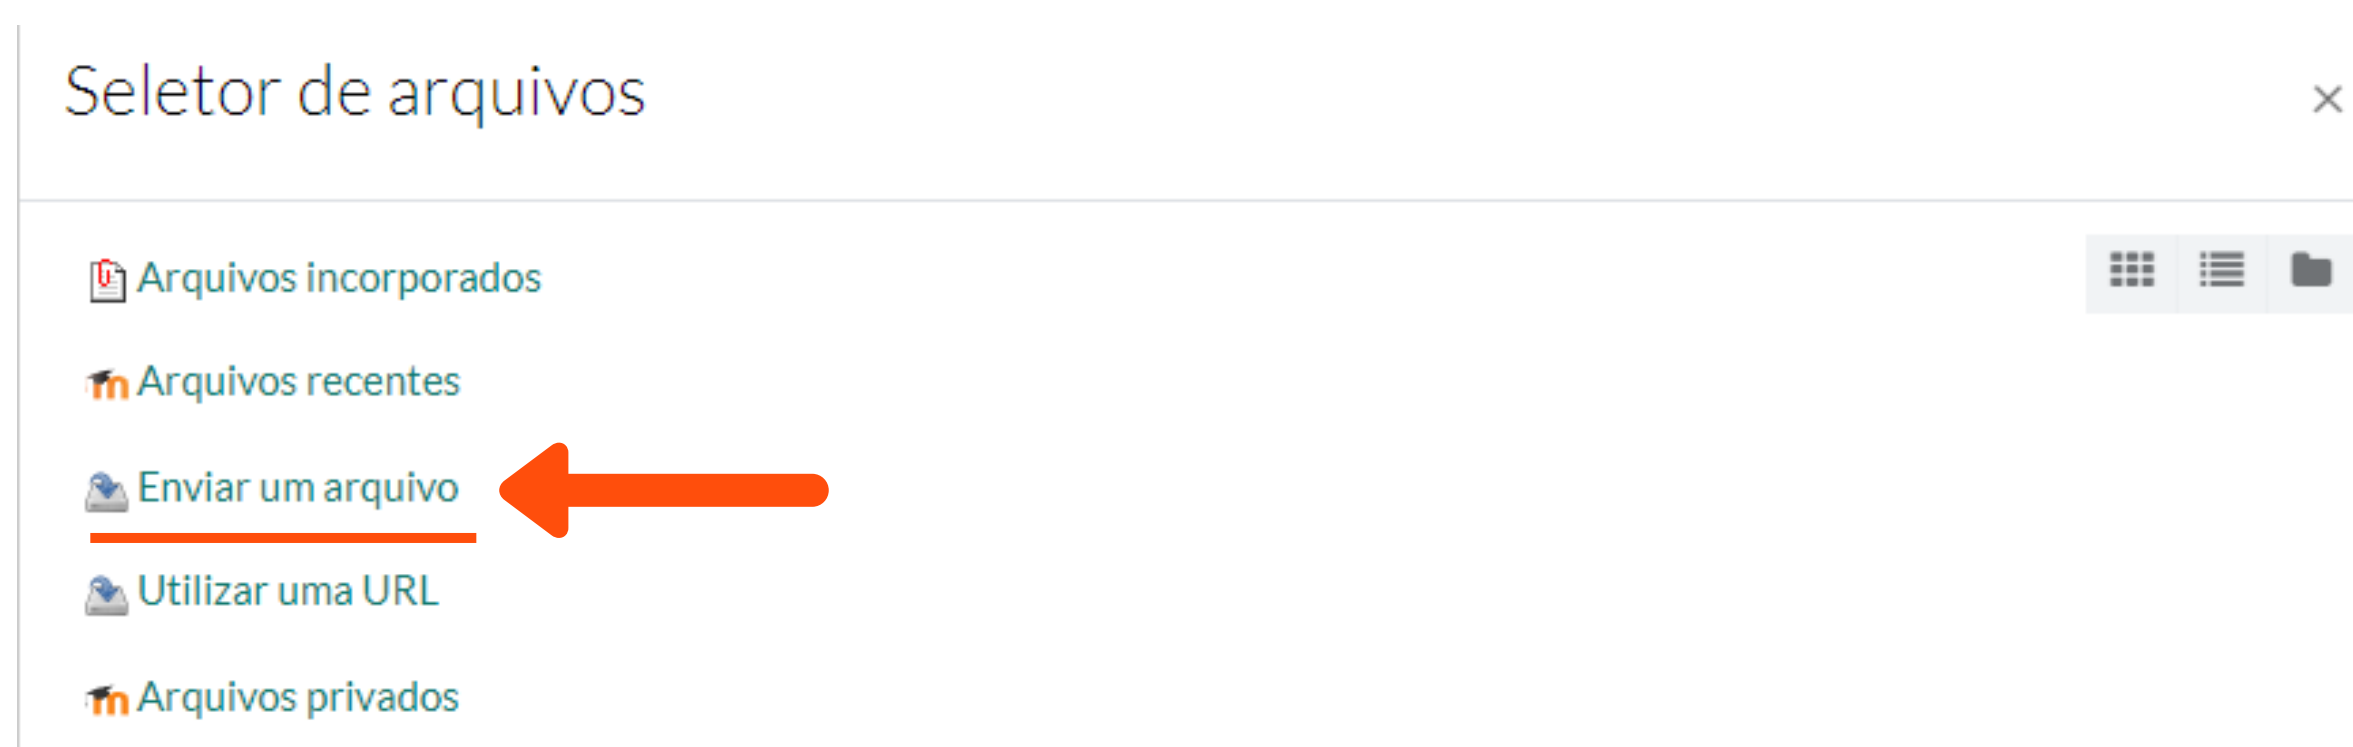 Seletor de arquivos
Arquivos incorporados
Arquivos recentes
Enviar um arquivo
Utilizar uma URL
Arquivos privados